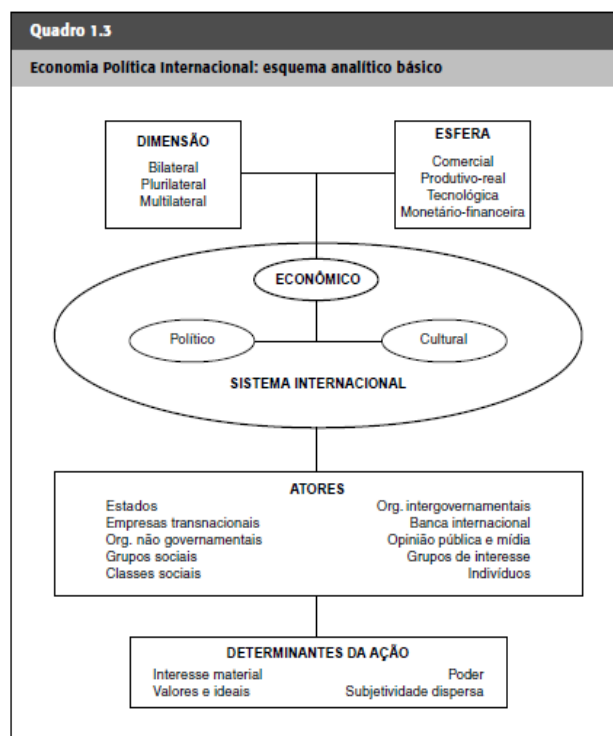 Quadro 1.3
Economia Política Internacional: esquema analítico básico
DIMENSÃO
Bilateral
Plurilateral
Multilateral
ESFERA
Comercial
Produtivo-real
Tecnológica
Monetário-financeira
ECONÔMICO
Político
Cultural
SISTEMA INTERNACIONAL
ATORES
Estados
Empresas transnacionais
Org. não governamentais
Grupos sociais
Classes sociais
Org. intergovernamentais
Banca internacional
Opinião pública e mídia
Grupos de interesse
Indivíduos
DETERMINANTES DA AÇÃO
Interesse material
Valores e ideais
Poder
Subjetividade dispersa